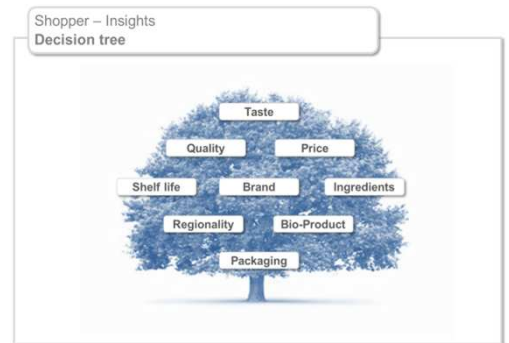 Shopper – Insights
Decision tree
Taste
Quality Price
Shelf life Brand Ingredients
Regionality Bio-Product
Packaging